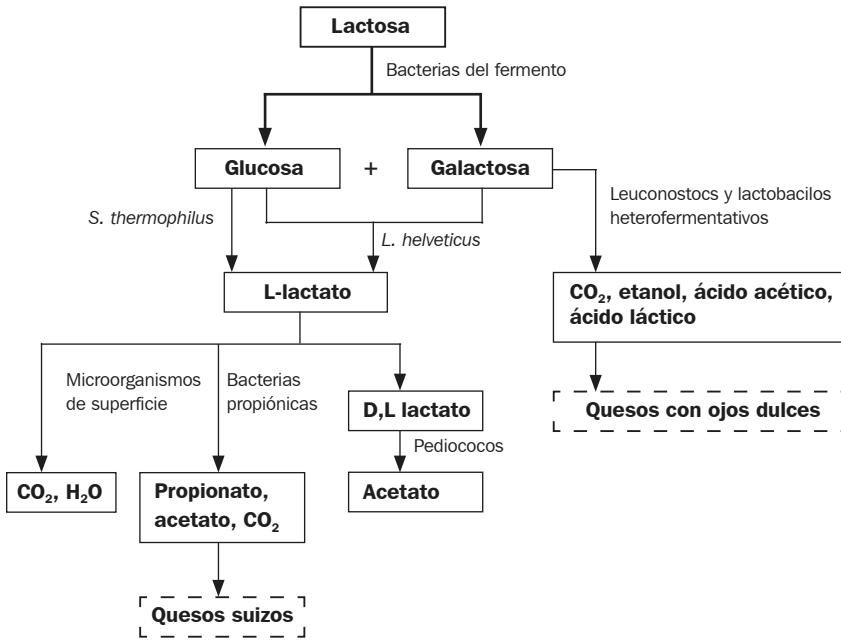 Lactosa
Bacterias del fermento
Glucosa
+
Galactosa
Leuconostocs y lactobacilos
heterofermentativos
S. thermophilus
L. helveticus
L-lactato
CO₂, etanol, ácido acético,
ácido láctico
Microorganismos
de superficie
Bacterias
propiónicas
D,L lactato
Quesos con ojos dulces
Pediococos
CO₂, H₂O
Propionato,
acetato, CO₂
Acetato
Quesos suizos